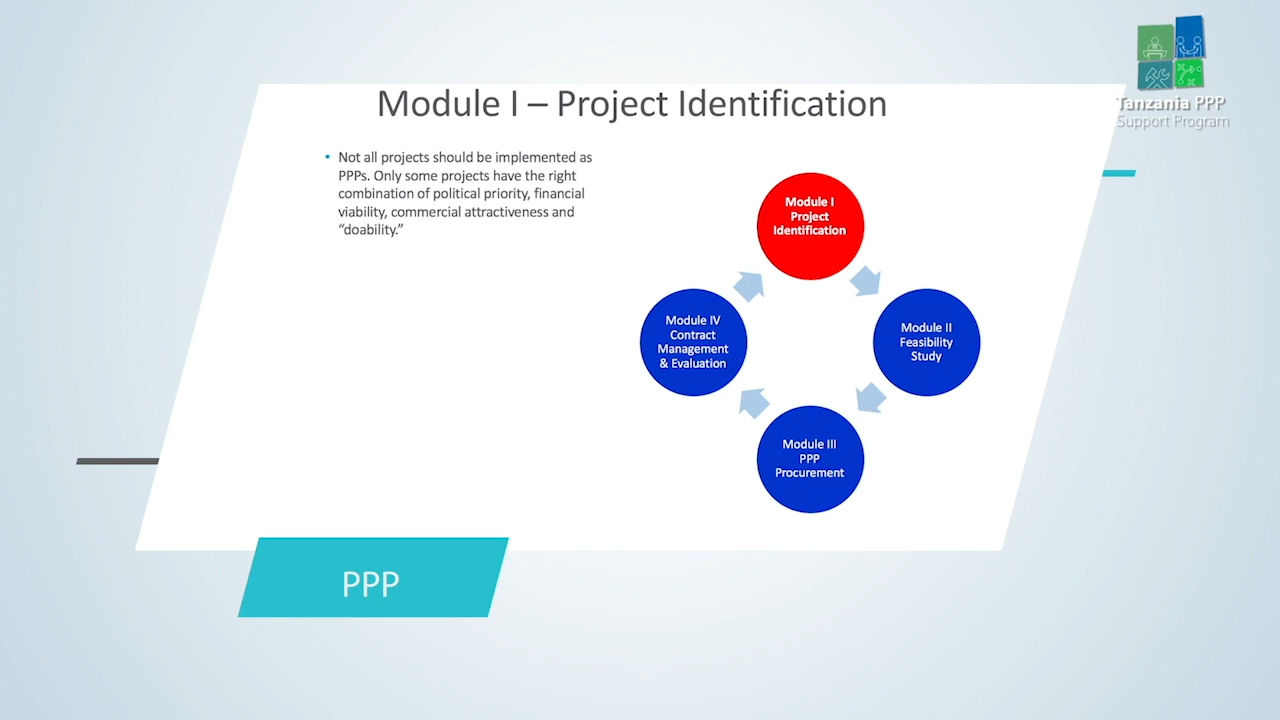 Module I – Project Identification
Tanzania PPP
Support Program
• Not all projects should be implemented as
PPPs. Only some projects have the right
combination of political priority, financial
viability, commercial attractiveness and
“doability.”
Module I
Project
Identification
Module II
Feasibility
Study
Module III
PPP
Procurement
Module IV
Contract
Management
& Evaluation
PPP